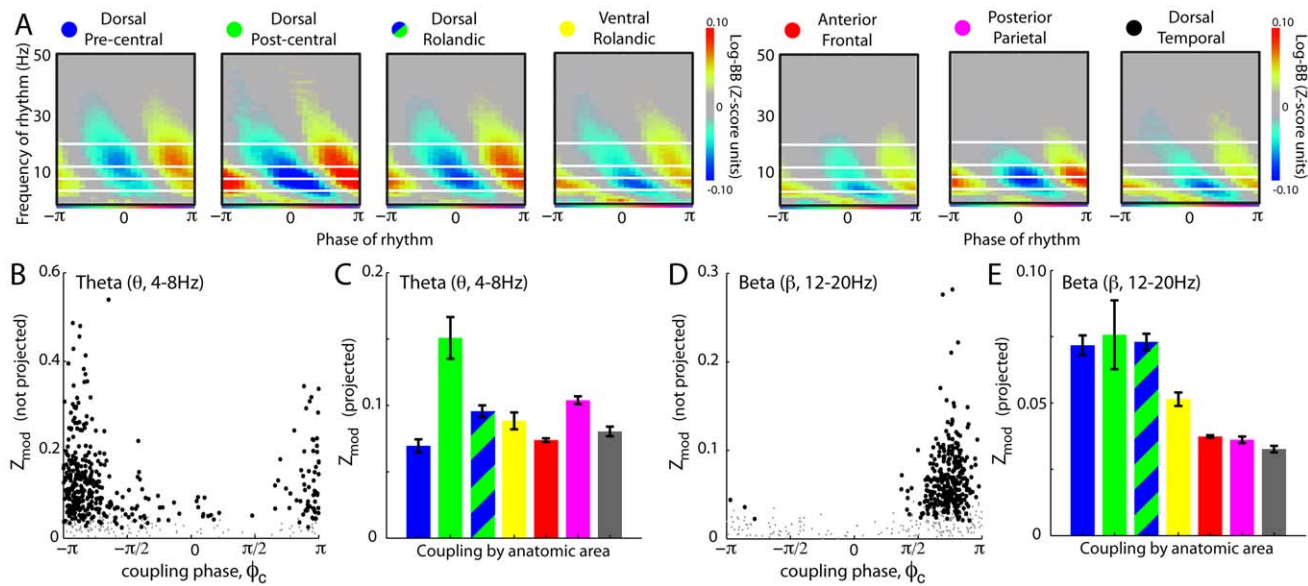 A
Dorsal Pre-central
Dorsal Post-central
Dorsal Rolandic
Ventral Rolandic
0.10
0
-0.10
Log-BB (Z-score units)
Anterior Frontal
Posterior Parietal
Dorsal Temporal
0.10
0
-0.10
Log-BB (Z-score units)
Frequency of rhythm (Hz)
50
30
10
−π 0 π −π 0 π −π 0 π −π 0 π
Phase of rhythm
50
30
10
−π 0 π −π 0 π −π 0 π
Phase of rhythm
B
Theta (θ, 4-8Hz)
Zmod (not projected)
0.6
0.4
0.2
0
−π −π/2 0 π/2 π
coupling phase, ϕc
C
Theta (θ, 4-8Hz)
Zmod (projected)
0.2
0.1
0
Coupling by anatomic area
D
Beta (β, 12-20Hz)
Zmod (not projected)
0.3
0.2
0.1
0
−π −π/2 0 π/2 π
coupling phase, ϕc
E
Beta (β, 12-20Hz)
Zmod (projected)
0.10
0.05
0
Coupling by anatomic area